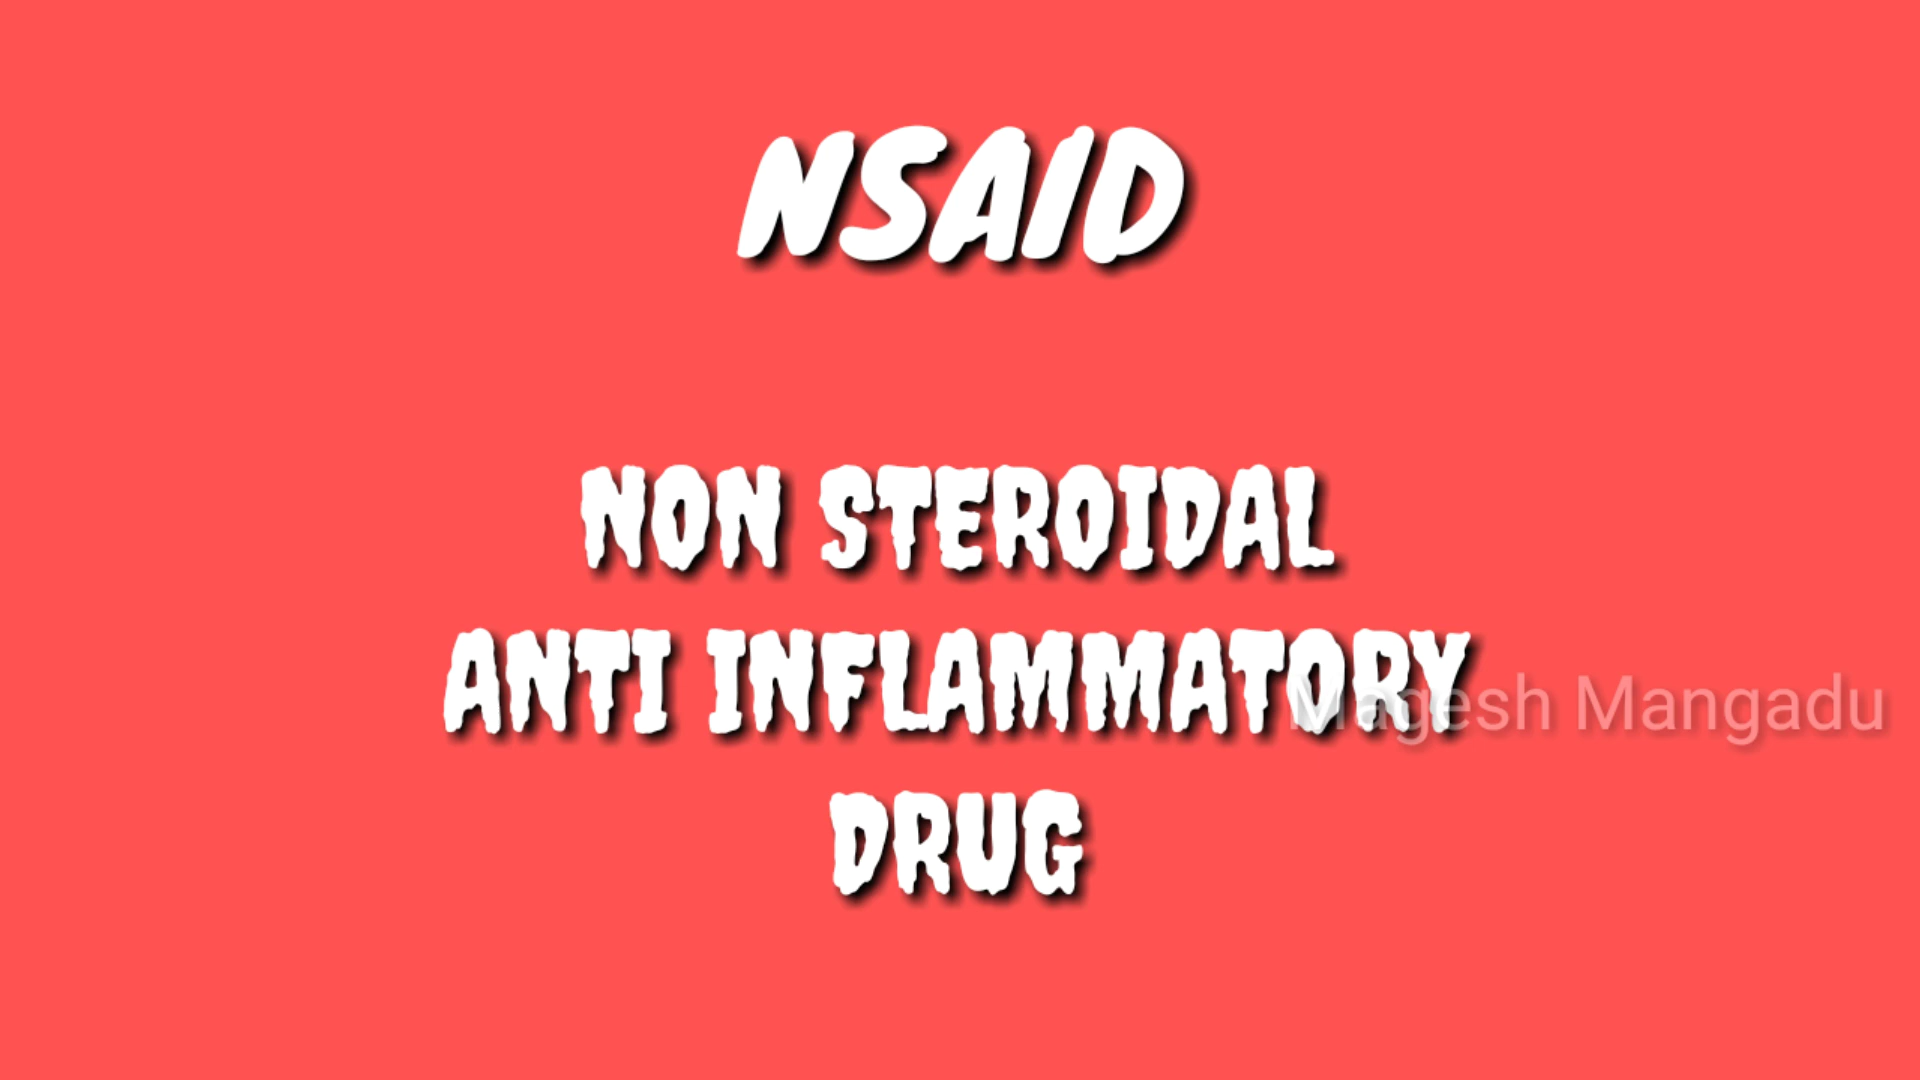 NSAID
NON STEROIDAL
ANTI INFLAMMATORY
Magesh Mangadu
DRUG